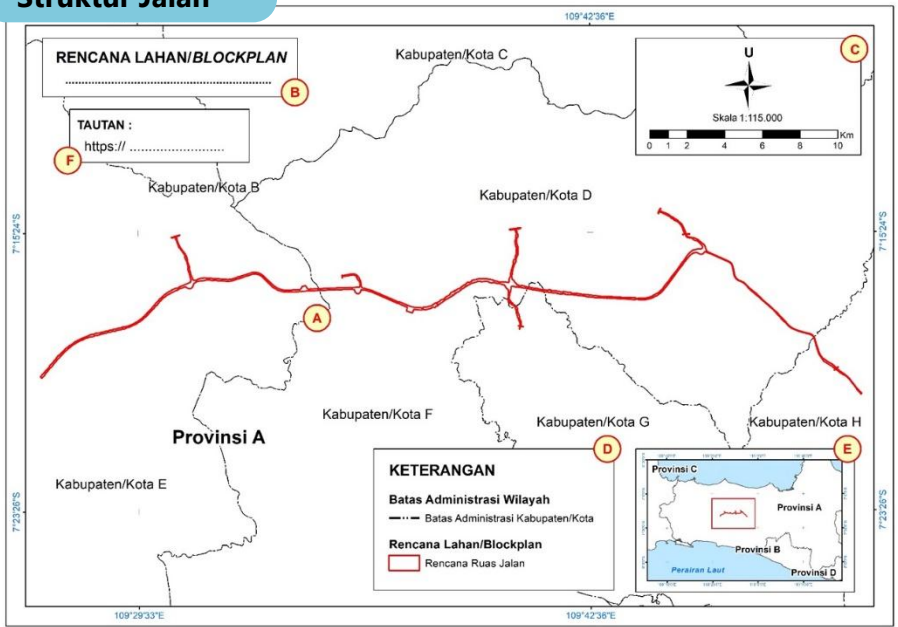 Struktur Jalan
109°42'36"E
RENCANA LAHAN/BLOCKPLAN
............................................................
B
TAUTAN :
https:// ........................
F
Kabupaten/Kota C
U
C
Skala 1:115.000
Km
0 1 2 4 6 8 10
Kabupaten/Kota B
Kabupaten/Kota D
7°15'24"S
7°15'24"S
A
Kabupaten/Kota F
Kabupaten/Kota G
Kabupaten/Kota H
Provinsi A
Kabupaten/Kota E
7°23'26"S
7°23'26"S
D
KETERANGAN
Batas Administrasi Wilayah
Batas Administrasi Kabupaten/Kota
Rencana Lahan/Blockplan
Rencana Ruas Jalan
E
Provinsi C
Provinsi A
Provinsi B
Perairan Laut
Provinsi D
109°29'33"E
109°42'36"E